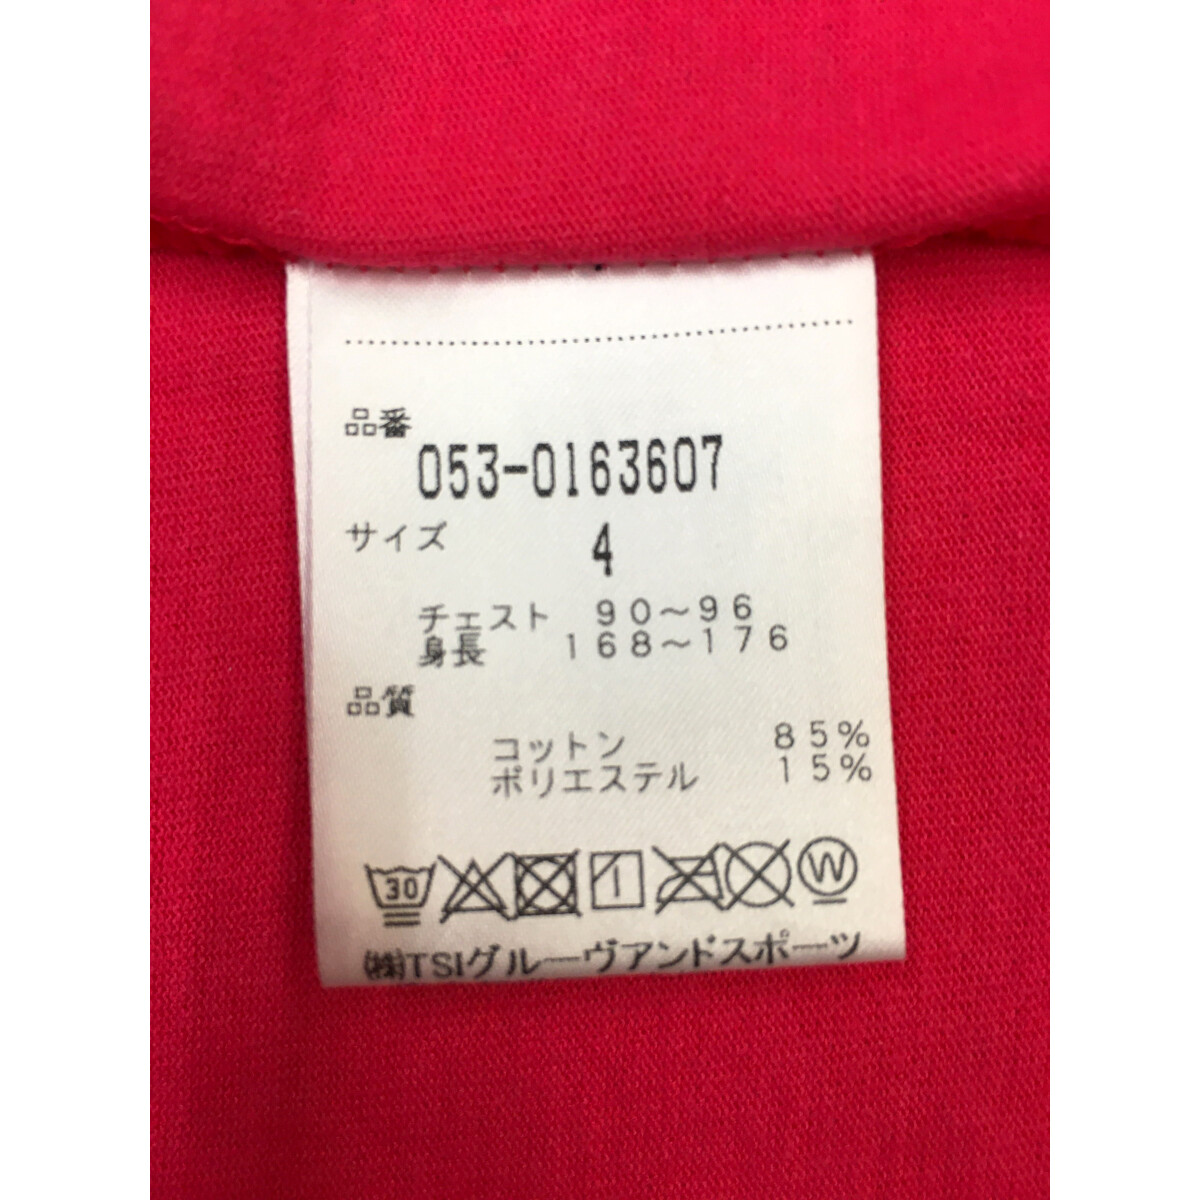 品番
053-0163607
サイズ 4
チェスト 90～96
身長 168～176
品質
コットン 85%
ポリエステル 15%
30 W
㈱TSIグルーヴアンドスポーツ